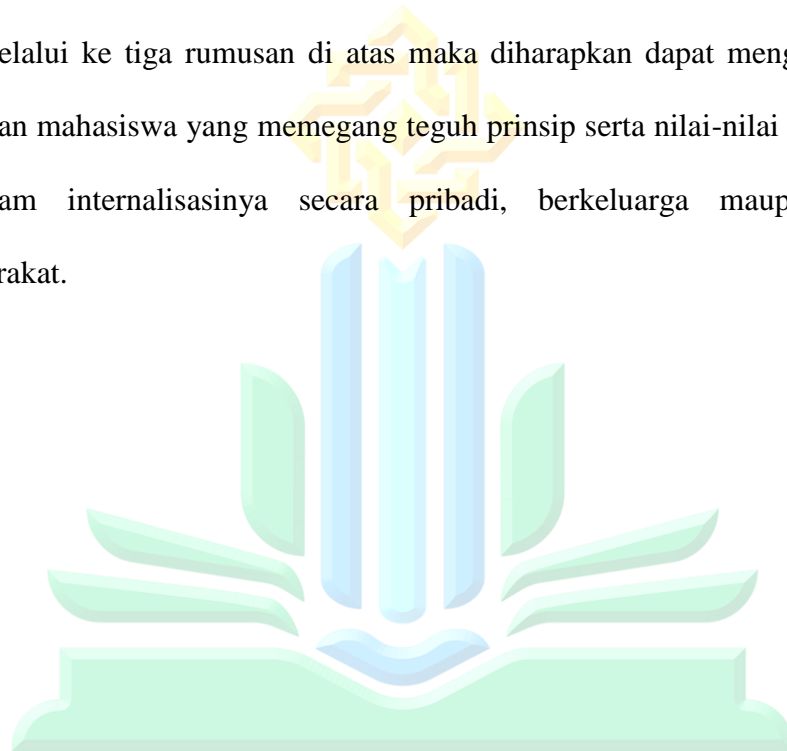 elalui ke tiga rumusan di atas maka diharapkan dapat meng
an mahasiswa yang memegang teguh prinsip serta nilai-nilai
am internalisasinya secara pribadi, berkeluarga maup
rakat.